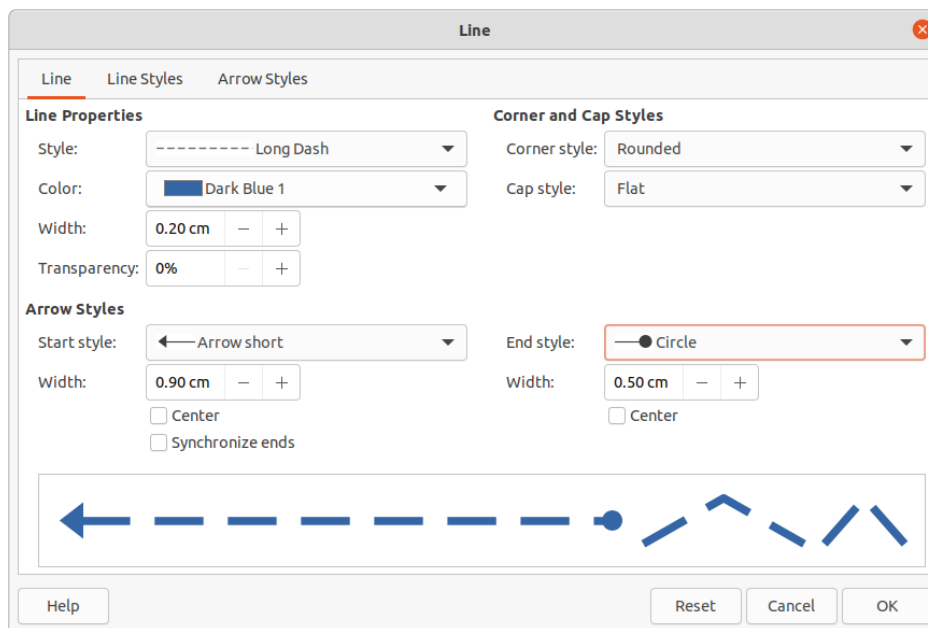 Line
Line Line Styles Arrow Styles
Line Properties
Style: Long Dash
Color: Dark Blue 1
Width: 0.20 cm − +
Transparency: 0% − +
Corner and Cap Styles
Corner style: Rounded
Cap style: Flat
Arrow Styles
Start style: Arrow short
Width: 0.90 cm − +
Center
Synchronize ends
End style: Circle
Width: 0.50 cm − +
Center
Help Reset Cancel OK